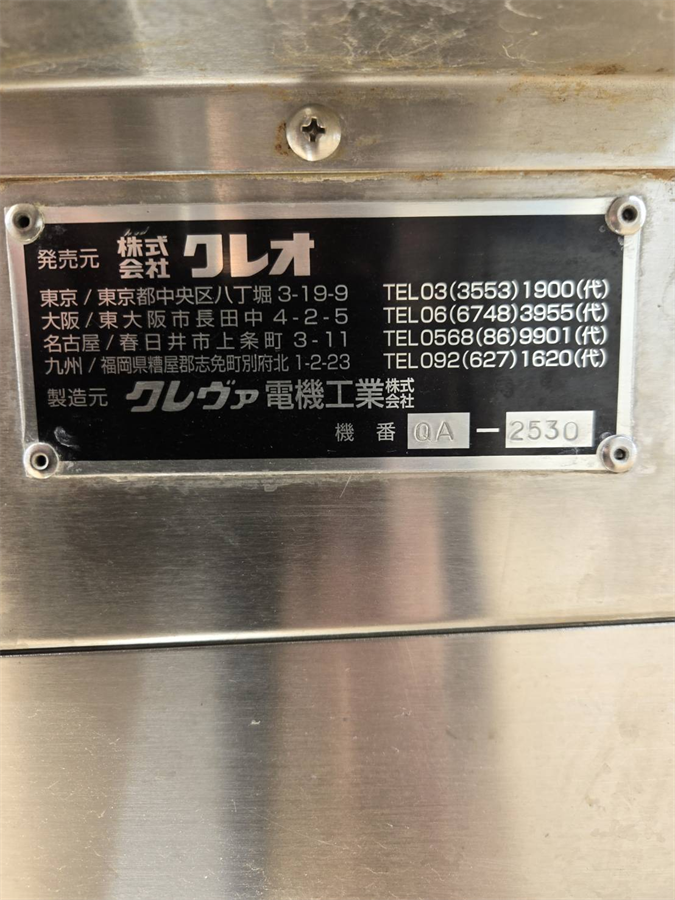 発売元 株式会社 クレオ
東京/東京都中央区八丁堀 3-19-9 TEL03(3553)1900(代)
大阪/東大阪市長田中 4-2-5 TEL06(6748)3955(代)
名古屋/春日井市上条町 3-11 TEL0568(86)9901(代)
九州/福岡県糟屋郡志免町別府北 1-2-23 TEL092(627)1620(代)
製造元 クレヴァ電機工業株式会社
機番 QA-2530